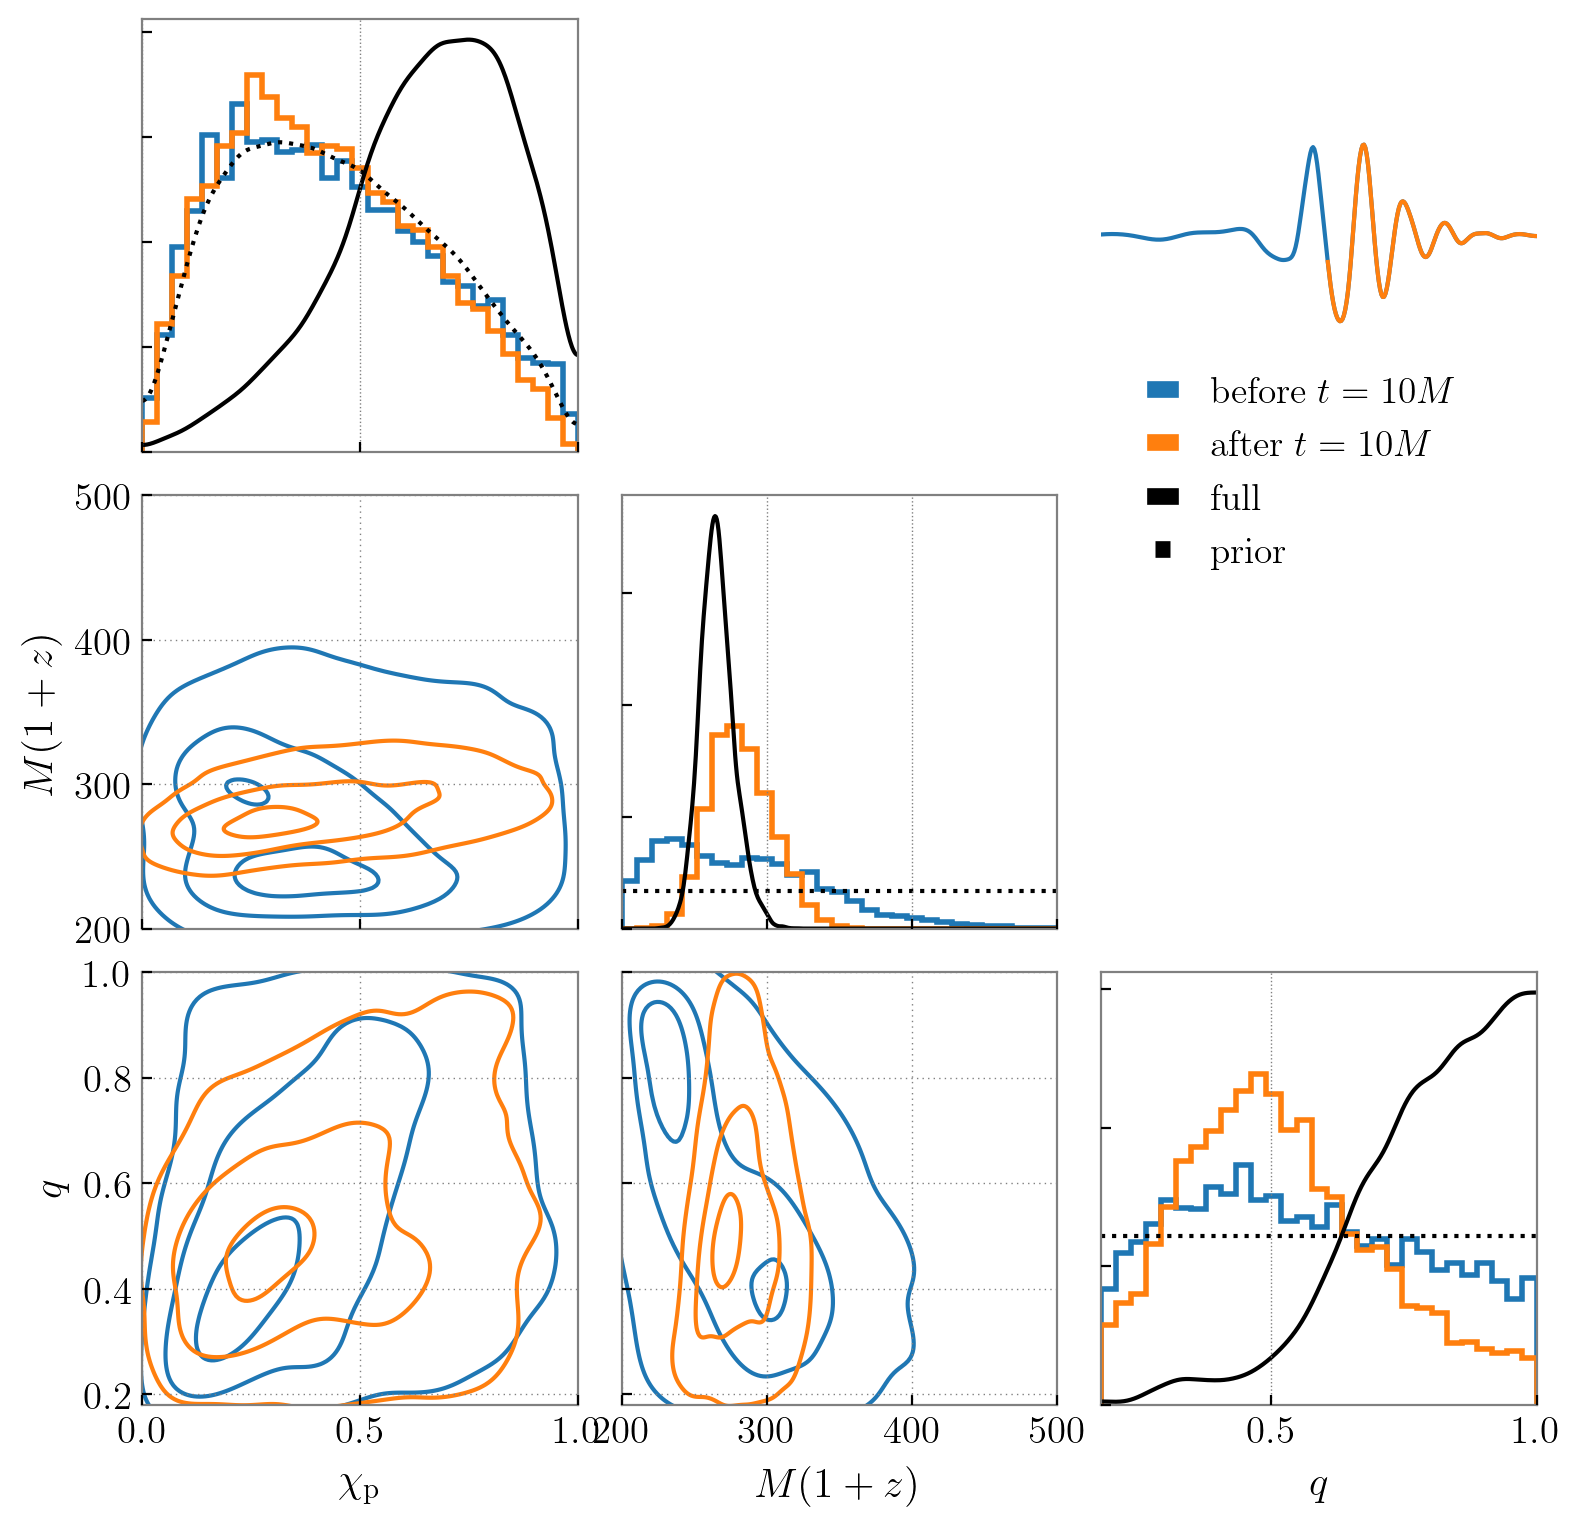 before t = 10M
after t = 10M
full
prior
500
400
300
200
M(1 + z)
1.0
0.8
0.6
0.4
0.2
q
0.0 0.5 1.0 200 300 400 500 0.5 1.0
χp M(1 + z) q